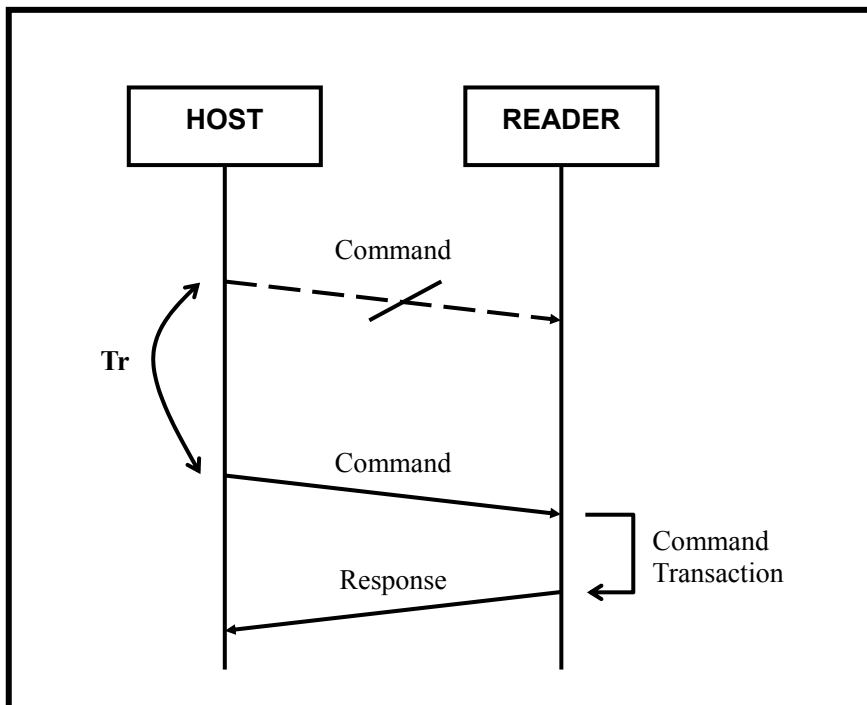 HOST
READER
Command
Tr
Command
Command
Transaction
Response